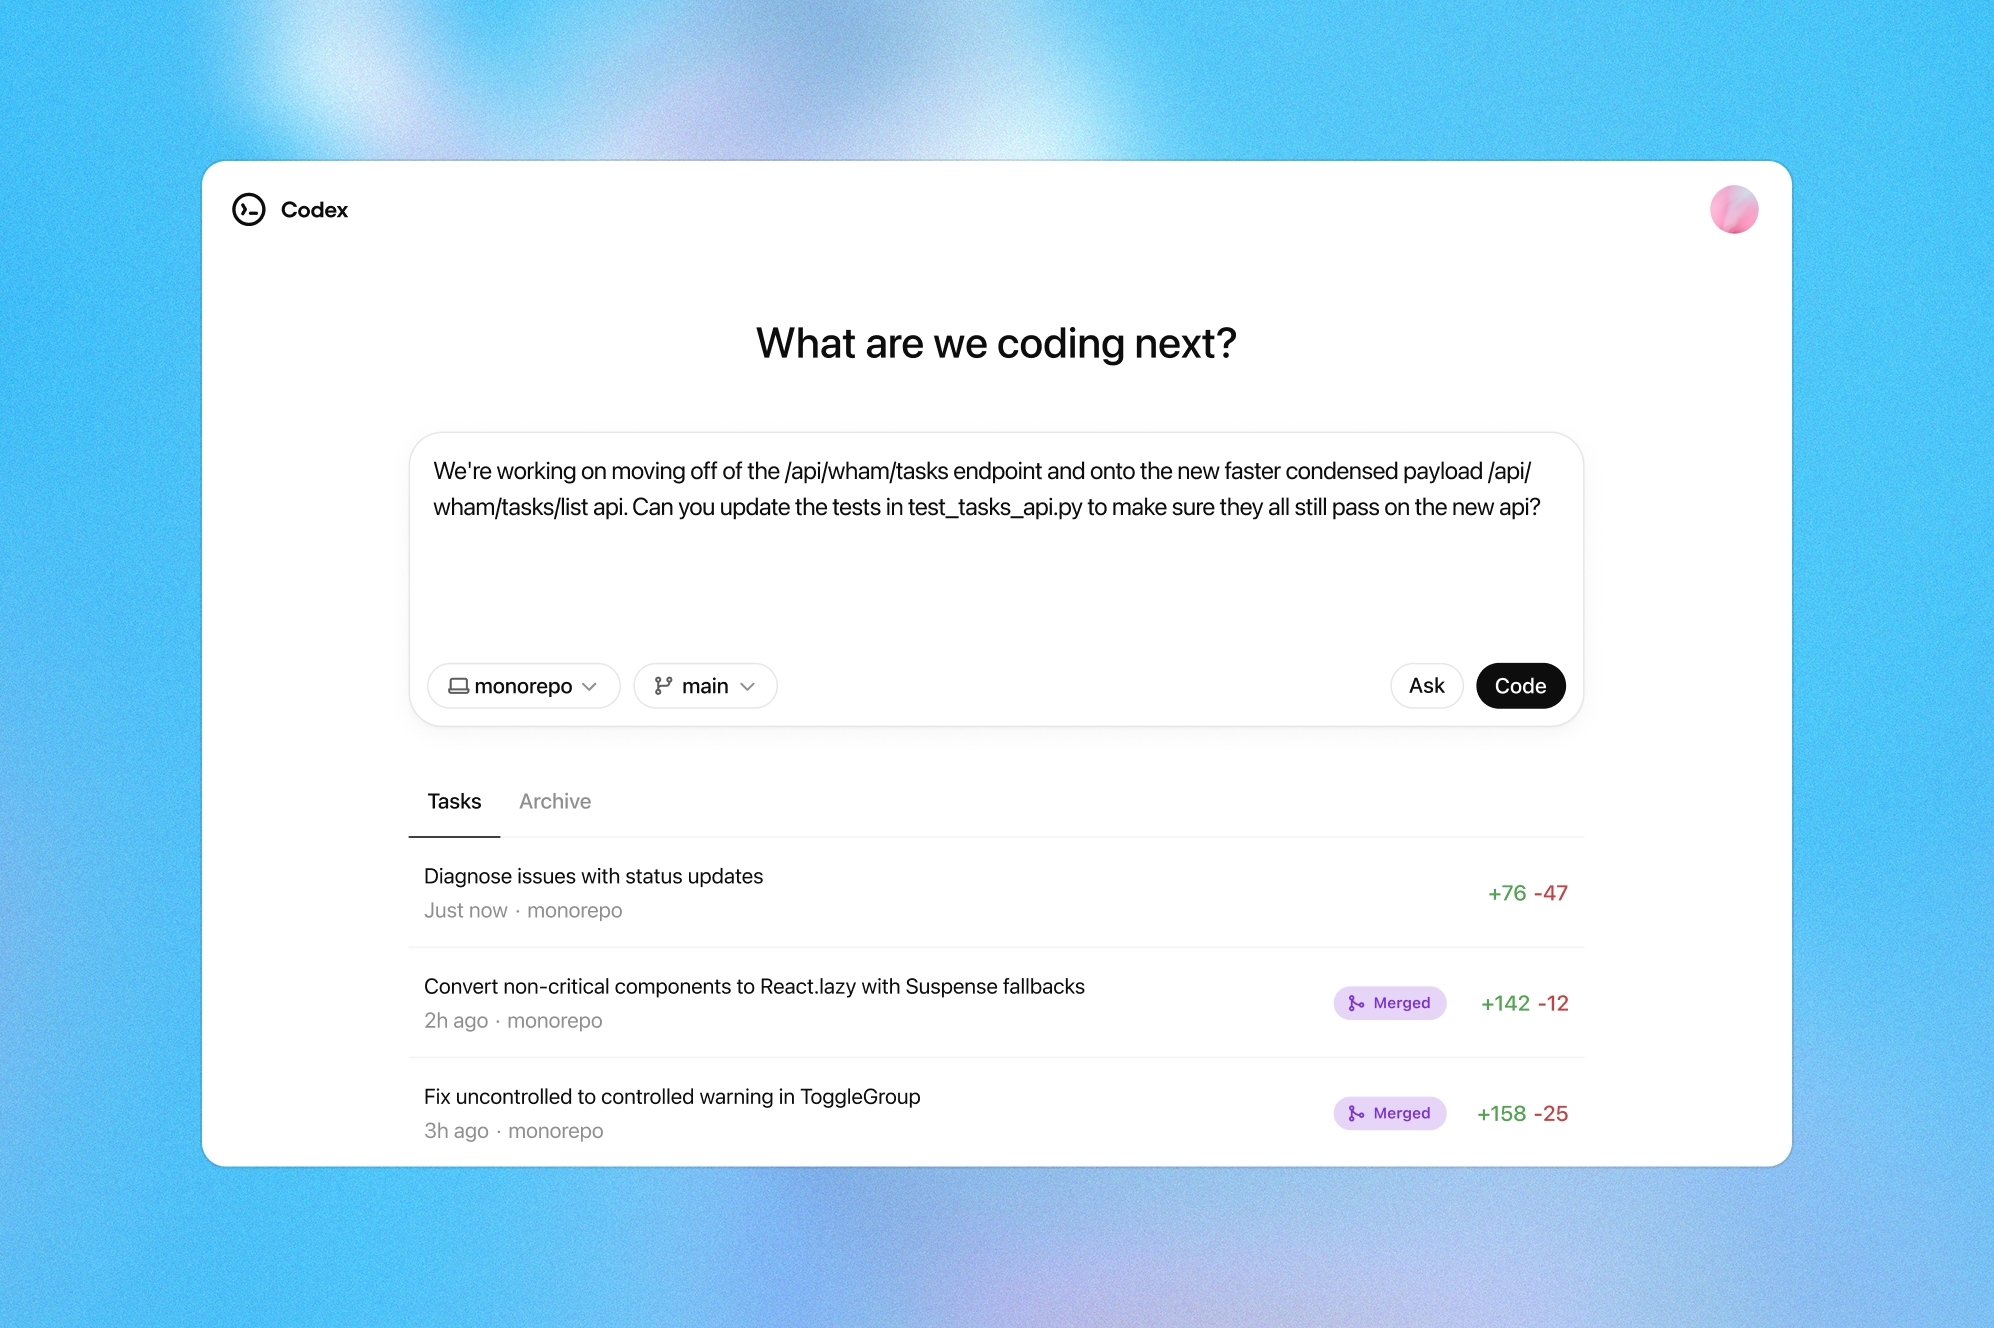 Codex
What are we coding next?
We're working on moving off of the /api/wham/tasks endpoint and onto the new faster condensed payload /api/
wham/tasks/list api. Can you update the tests in test_tasks_api.py to make sure they all still pass on the new api?
monorepo
main
Ask
Code
Tasks
Archive
Diagnose issues with status updates
Just now · monorepo
+76 -47
Convert non-critical components to React.lazy with Suspense fallbacks
2h ago · monorepo
Merged
+142 -12
Fix uncontrolled to controlled warning in ToggleGroup
3h ago · monorepo
Merged
+158 -25